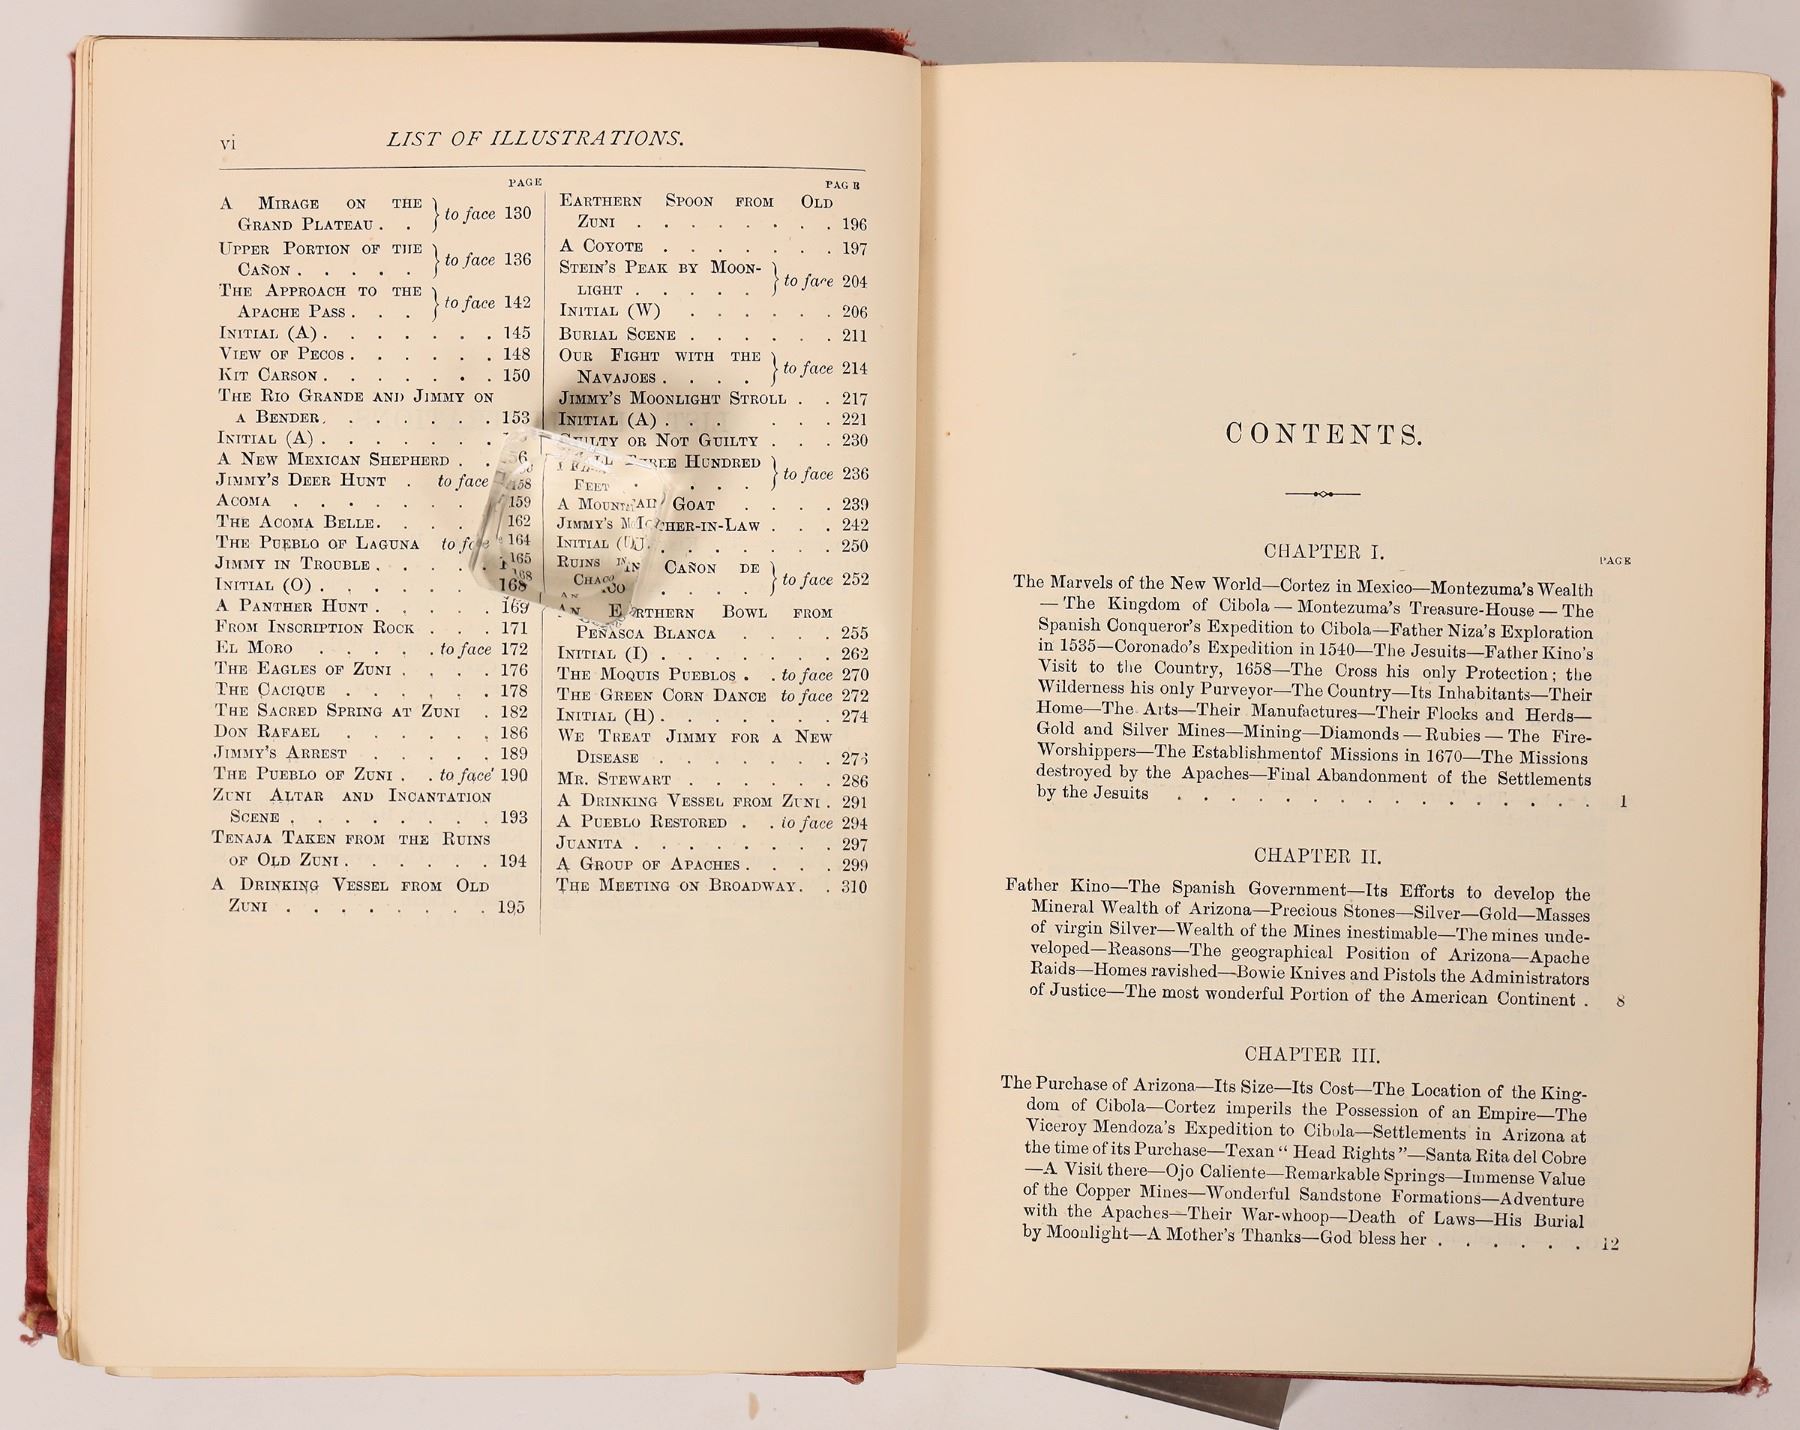 vi
LIST OF ILLUSTRATIONS.
PAGE
A MIRAGE ON THE
GRAND PLATEAU . . } to face 130
UPPER PORTION OF THE
CAÑON . . . . . } to face 136
THE APPROACH TO THE
APACHE PASS . . . } to face 142
INITIAL (A) . . . . . . . 145
VIEW OF PECOS . . . . . . 148
KIT CARSON . . . . . . . 150
THE RIO GRANDE AND JIMMY ON
A BENDER. . . . . . . 153
INITIAL (A) . . . . . . .
A NEW MEXICAN SHEPHERD . .
JIMMY'S DEER HUNT . to face 158
ACOMA . . . . . . . 159
THE ACOMA BELLE. . . . . 162
THE PUEBLO OF LAGUNA to face 164
JIMMY IN TROUBLE . . . . . 165
INITIAL (O) . . . . . . . 168
A PANTHER HUNT . . . . . 169
FROM INSCRIPTION ROCK . . . 171
EL MORO . . . . . to face 172
THE EAGLES OF ZUNI . . . . 176
THE CACIQUE . . . . . . 178
THE SACRED SPRING AT ZUNI . 182
DON RAFAEL . . . . . . 186
JIMMY'S ARREST . . . . . 189
THE PUEBLO OF ZUNI . . to face 190
ZUNI ALTAR AND INCANTATION
SCENE . . . . . . . . 193
TENAJA TAKEN FROM THE RUINS
OF OLD ZUNI . . . . . . 194
A DRINKING VESSEL FROM OLD
ZUNI . . . . . . . . 195
PAGE
EARTHERN SPOON FROM OLD
ZUNI . . . . . . . . 196
A COYOTE . . . . . . . 197
STEIN'S PEAK BY MOON-
LIGHT . . . . . } to face 204
INITIAL (W) . . . . . . 206
BURIAL SCENE . . . . . . 211
OUR FIGHT WITH THE
NAVAJOES . . . . } to face 214
JIMMY'S MOONLIGHT STROLL . . 217
INITIAL (A) . . . . . . 221
GUILTY OR NOT GUILTY . . . 230
THREE HUNDRED
FEET . . . . . } to face 236
A MOUNTAIN GOAT . . . . 239
JIMMY'S MOTHER-IN-LAW . . . 242
INITIAL . . . . . . . 250
RUINS IN CAÑON DE
CHACO . . . . } to face 252
AN EARTHERN BOWL FROM
PEÑASCA BLANCA . . . . 255
INITIAL (I) . . . . . . . 262
THE MOQUIS PUEBLOS . . to face 270
THE GREEN CORN DANCE to face 272
INITIAL (H) . . . . . . . 274
WE TREAT JIMMY FOR A NEW
DISEASE . . . . . . . 276
MR. STEWART . . . . . . 286
A DRINKING VESSEL FROM ZUNI . 291
A PUEBLO RESTORED . . to face 294
JUANITA . . . . . . . . 297
A GROUP OF APACHES . . . . 299
THE MEETING ON BROADWAY. . 310
CONTENTS.
CHAPTER I.
PAGE
The Marvels of the New World—Cortez in Mexico—Montezuma's Wealth
—The Kingdom of Cibola—Montezuma's Treasure-House—The
Spanish Conqueror's Expedition to Cibola—Father Niza's Exploration
in 1535—Coronado's Expedition in 1540—The Jesuits—Father Kino's
Visit to the Country, 1658—The Cross his only Protection; the
Wilderness his only Purveyor—The Country—Its Inhabitants—Their
Home—The Arts—Their Manufactures—Their Flocks and Herds—
Gold and Silver Mines—Mining—Diamonds—Rubies—The Fire-
Worshippers—The Establishmentof Missions in 1670—The Missions
destroyed by the Apaches—Final Abandonment of the Settlements
by the Jesuits . . . . . . . . . . . . . . . . 1
CHAPTER II.
Father Kino—The Spanish Government—Its Efforts to develop the
Mineral Wealth of Arizona—Precious Stones—Silver—Gold—Masses
of virgin Silver—Wealth of the Mines inestimable—The mines unde-
veloped—Reasons—The geographical Position of Arizona—Apache
Raids—Homes ravished—Bowie Knives and Pistols the Administrators
of Justice—The most wonderful Portion of the American Continent . 8
CHAPTER III.
The Purchase of Arizona—Its Size—Its Cost—The Location of the King-
dom of Cibola—Cortez imperils the Possession of an Empire—The
Viceroy Mendoza's Expedition to Cibola—Settlements in Arizona at
the time of its Purchase—Texan "Head Rights"—Santa Rita del Cobre
—A Visit there—Ojo Caliente—Remarkable Springs—Immense Value
of the Copper Mines—Wonderful Sandstone Formations—Adventure
with the Apaches—Their War-whoop—Death of Laws—His Burial
by Moonlight—A Mother's Thanks—God bless her . . . . . . 12